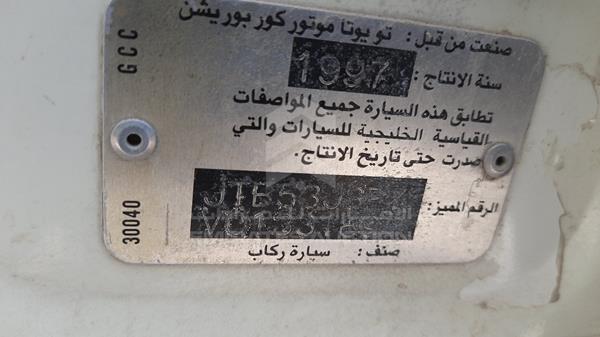 صنعت من قبل : تويوتا موتور كوربوريشن
سنة الانتاج : 1997
تطابق هذه السيارة جميع المواصفات
القياسية الخليجية للسيارات والتي
صدرت حتى تاريخ الانتاج.
الرقم المميز:
صنف : سيارة ركاب
GCC
30040